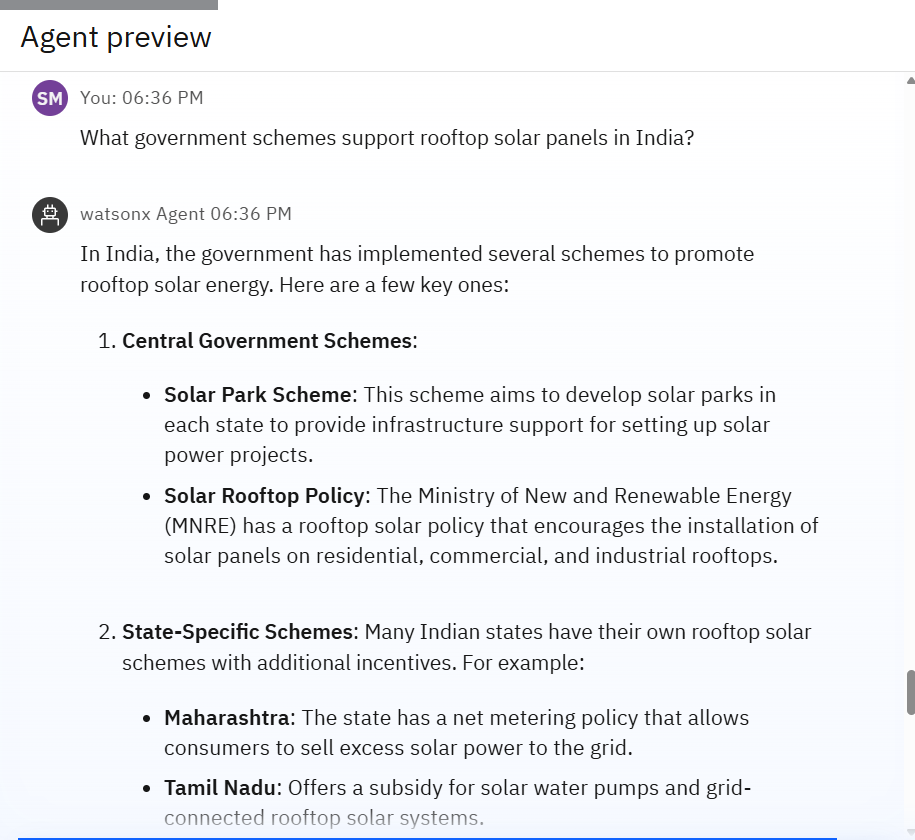 Agent preview
SM
You: 06:36 PM
What government schemes support rooftop solar panels in India?
watsonx Agent 06:36 PM
In India, the government has implemented several schemes to promote
rooftop solar energy. Here are a few key ones:
1. Central Government Schemes:
• Solar Park Scheme: This scheme aims to develop solar parks in
each state to provide infrastructure support for setting up solar
power projects.
• Solar Rooftop Policy: The Ministry of New and Renewable Energy
(MNRE) has a rooftop solar policy that encourages the installation of
solar panels on residential, commercial, and industrial rooftops.
2. State-Specific Schemes: Many Indian states have their own rooftop solar
schemes with additional incentives. For example:
• Maharashtra: The state has a net metering policy that allows
consumers to sell excess solar power to the grid.
• Tamil Nadu: Offers a subsidy for solar water pumps and grid-
connected rooftop solar systems.